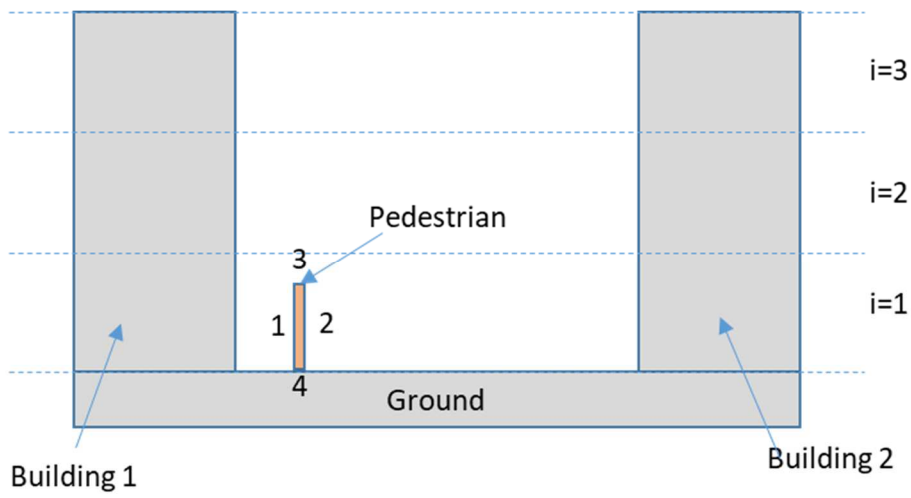 i=3
i=2
Pedestrian
3
i=1
1
2
4
Ground
Building 1
Building 2